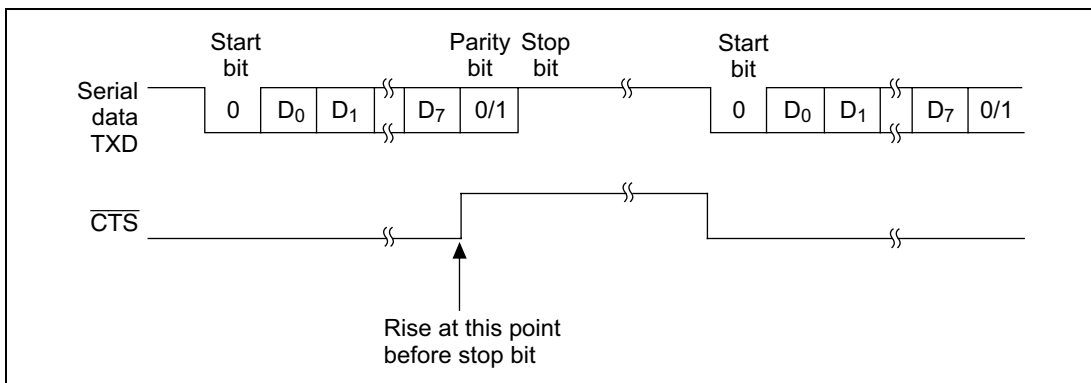 Start
bit
Parity
bit
Stop
bit
Start
bit
Serial
data
TXD
0 D0 D1 D7 0/1 0 D0 D1 D7 0/1
CTS
Rise at this point
before stop bit